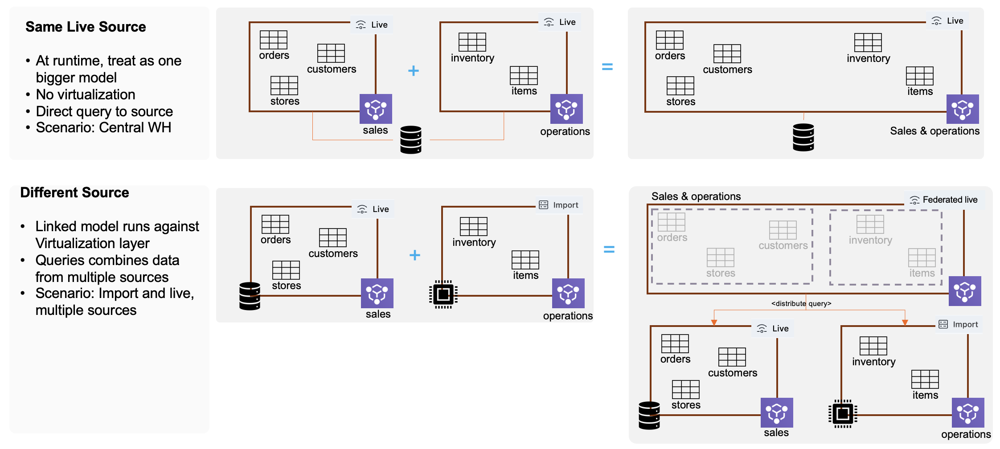 Same Live Source
• At runtime, treat as one
bigger model
• No virtualization
• Direct query to source
• Scenario: Central WH
Live
orders
customers
stores
sales
+
Live
inventory
items
operations
=
Live
orders
customers
stores
inventory
items
Sales & operations
Different Source
• Linked model runs against
Virtualization layer
• Queries combines data
from multiple sources
• Scenario: Import and live,
multiple sources
Live
orders
customers
stores
sales
+
Import
inventory
items
operations
=
Sales & operations
Federated live
orders
customers
stores
inventory
items
<distribute query>
Live
orders
customers
stores
sales
Import
inventory
items
operations